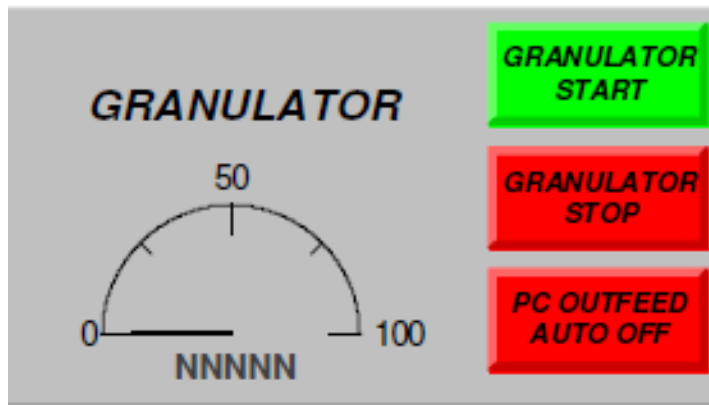 GRANULATOR
50
0
100
NNNNN
GRANULATOR
START
GRANULATOR
STOP
PC OUTFEED
AUTO OFF